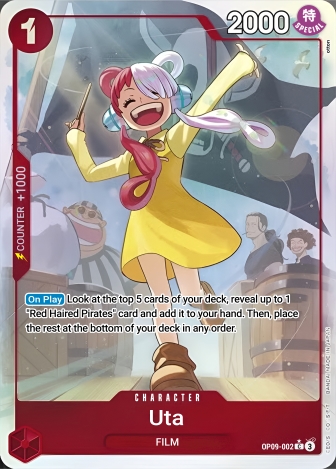 1
2000
特
SPECIAL
otton
COUNTER +1000
On Play Look at the top 5 cards of your deck, reveal up to 1
"Red Haired Pirates" card and add it to your hand. Then, place
the rest at the bottom of your deck in any order.
CHARACTER
Uta
FILM
OP09-002 C 3